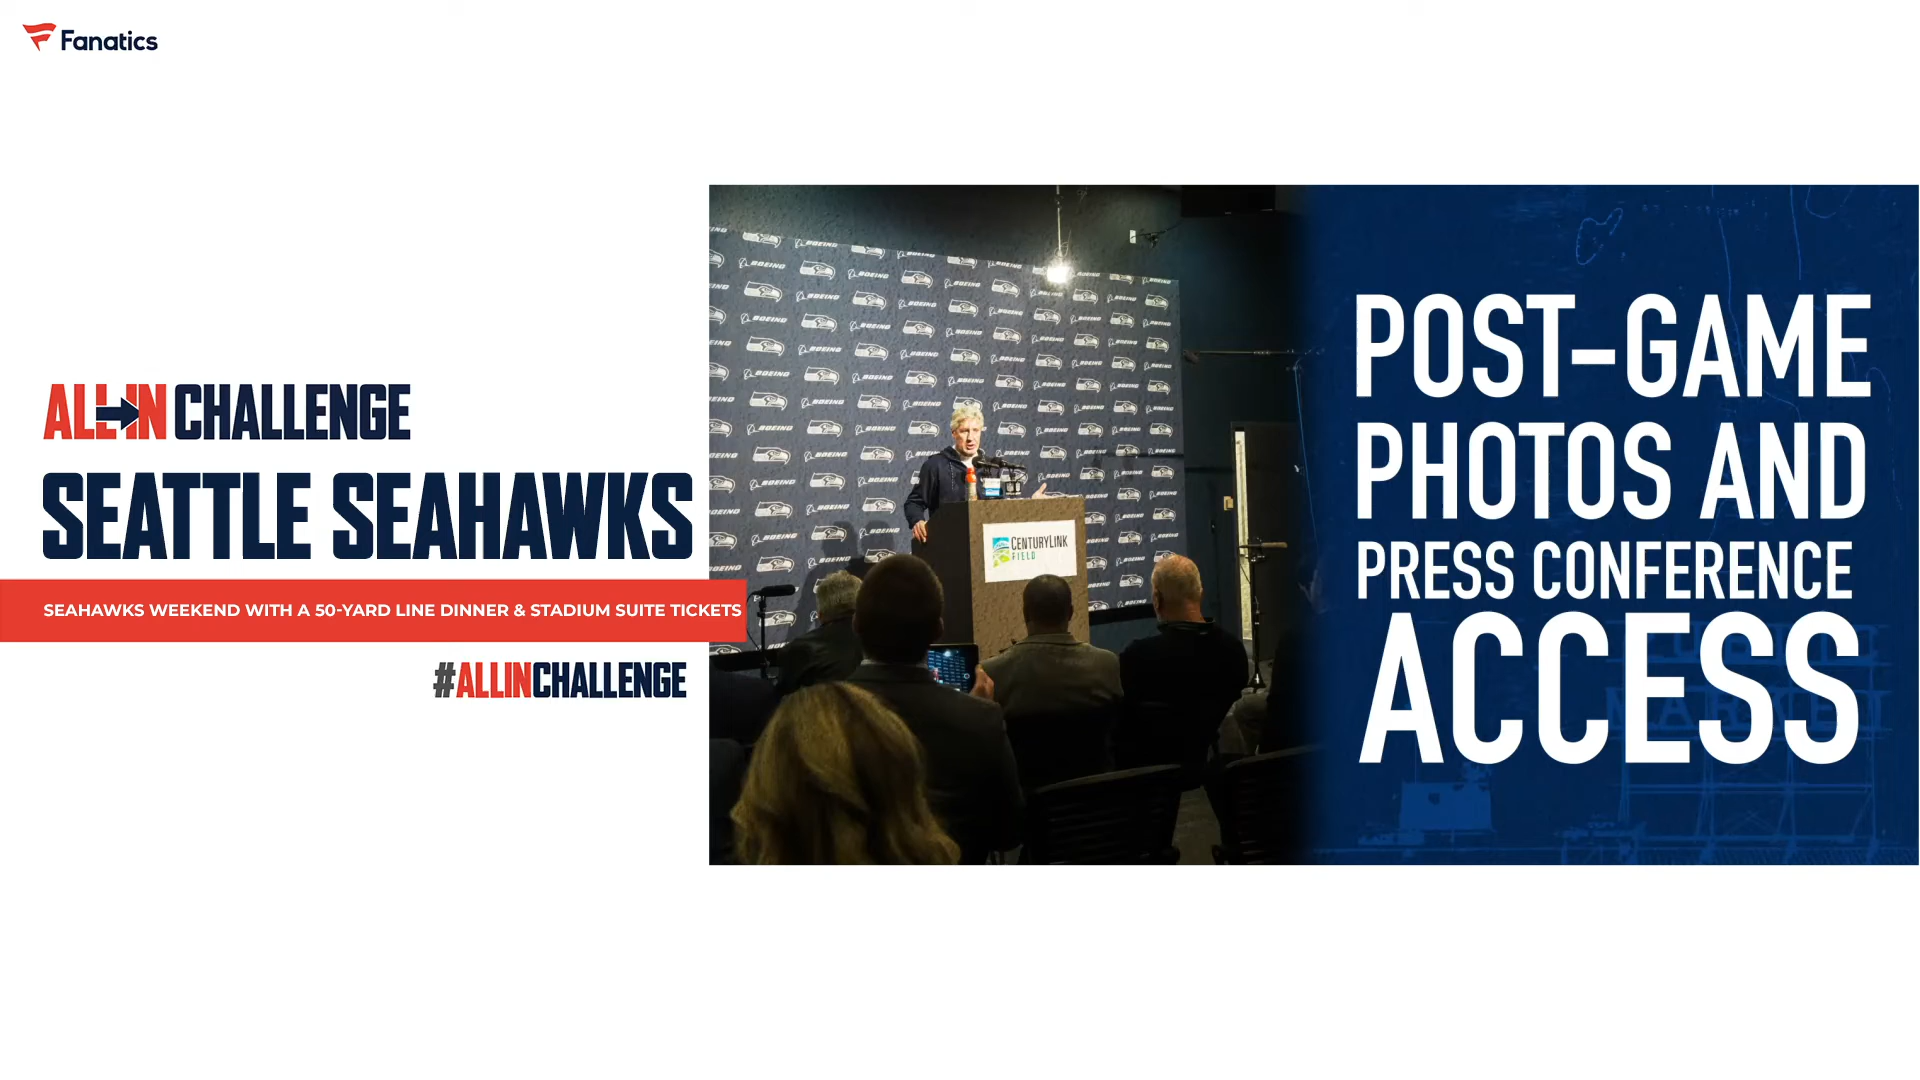 Fanatics
ALL IN CHALLENGE
SEATTLE SEAHAWKS
SEAHAWKS WEEKEND WITH A 50-YARD LINE DINNER & STADIUM SUITE TICKETS
#ALLINCHALLENGE
BOEING
CENTURYLINK
FIELD
POST-GAME
PHOTOS AND
PRESS CONFERENCE
ACCESS